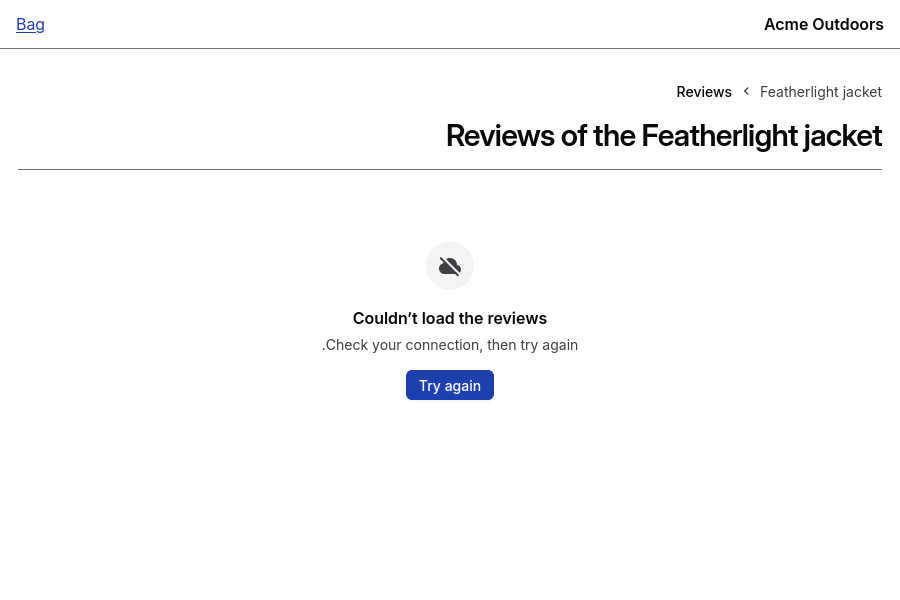 Acme Outdoors
Bag
Featherlight jacket
Reviews
Reviews of the Featherlight jacket
Couldn’t load the reviews
Check your connection, then try again.
Try again